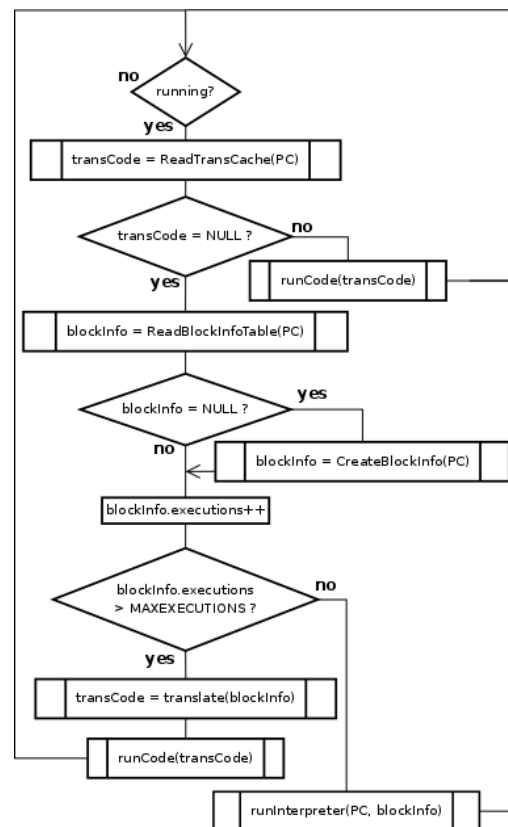 no
running?
yes
transCode = ReadTransCache(PC)
transCode = NULL ?
no
yes
runCode(transCode)
blockInfo = ReadBlockInfoTable(PC)
blockInfo = NULL ?
yes
no
blockInfo = CreateBlockInfo(PC)
blockInfo.executions++
blockInfo.executions
> MAXEXECUTIONS ?
no
yes
transCode = translate(blockInfo)
runCode(transCode)
runInterpreter(PC, blockInfo)